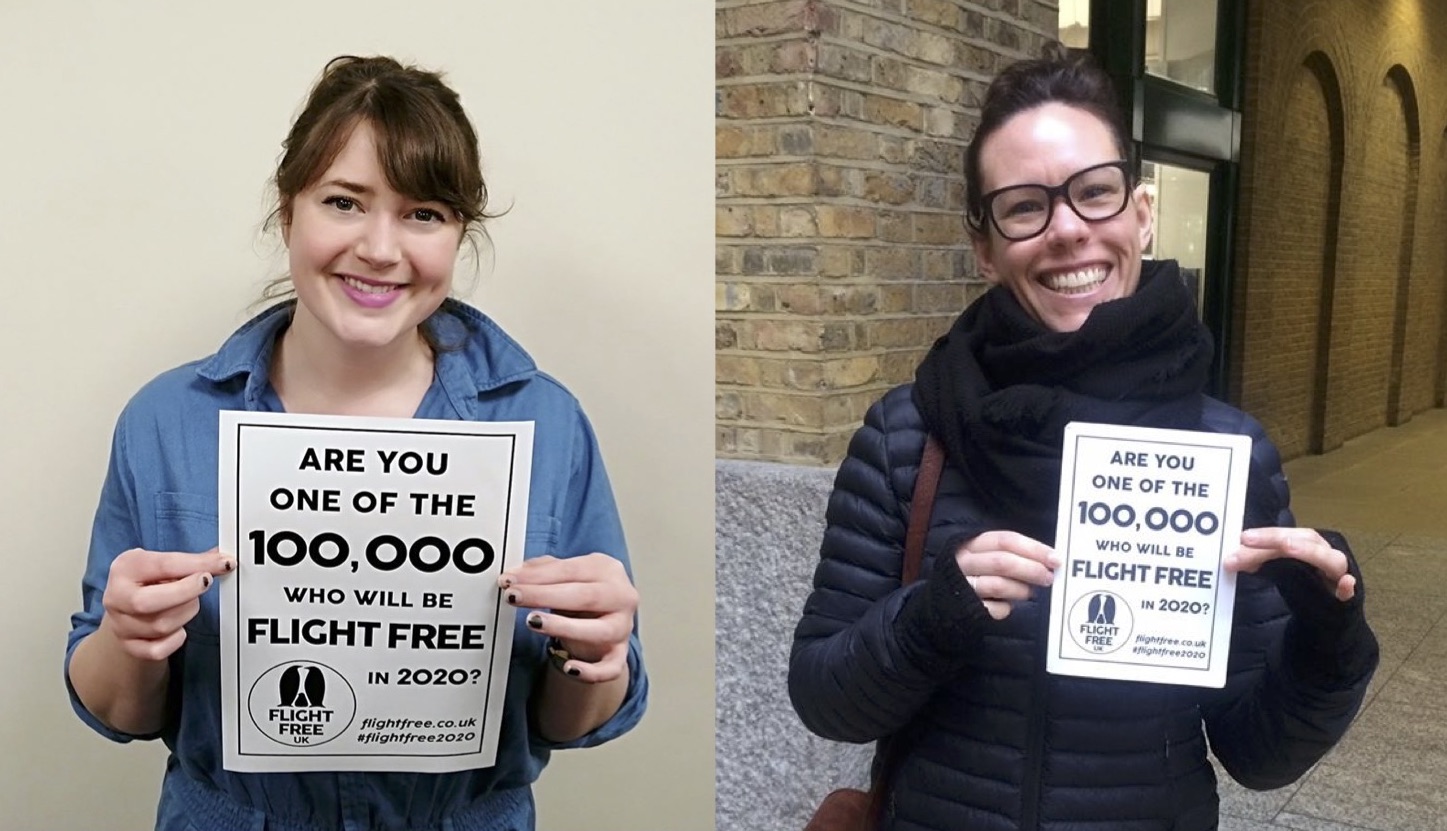 ARE YOU
ONE OF THE
100,000
WHO WILL BE
FLIGHT FREE
IN 2020?
FLIGHT
FREE
UK
flightfree.co.uk
#flightfree2020
ARE YOU
ONE OF THE
100,000
WHO WILL BE
FLIGHT FREE
IN 2020?
FLIGHT
FREE
UK
flightfree.co.uk
#flightfree2020